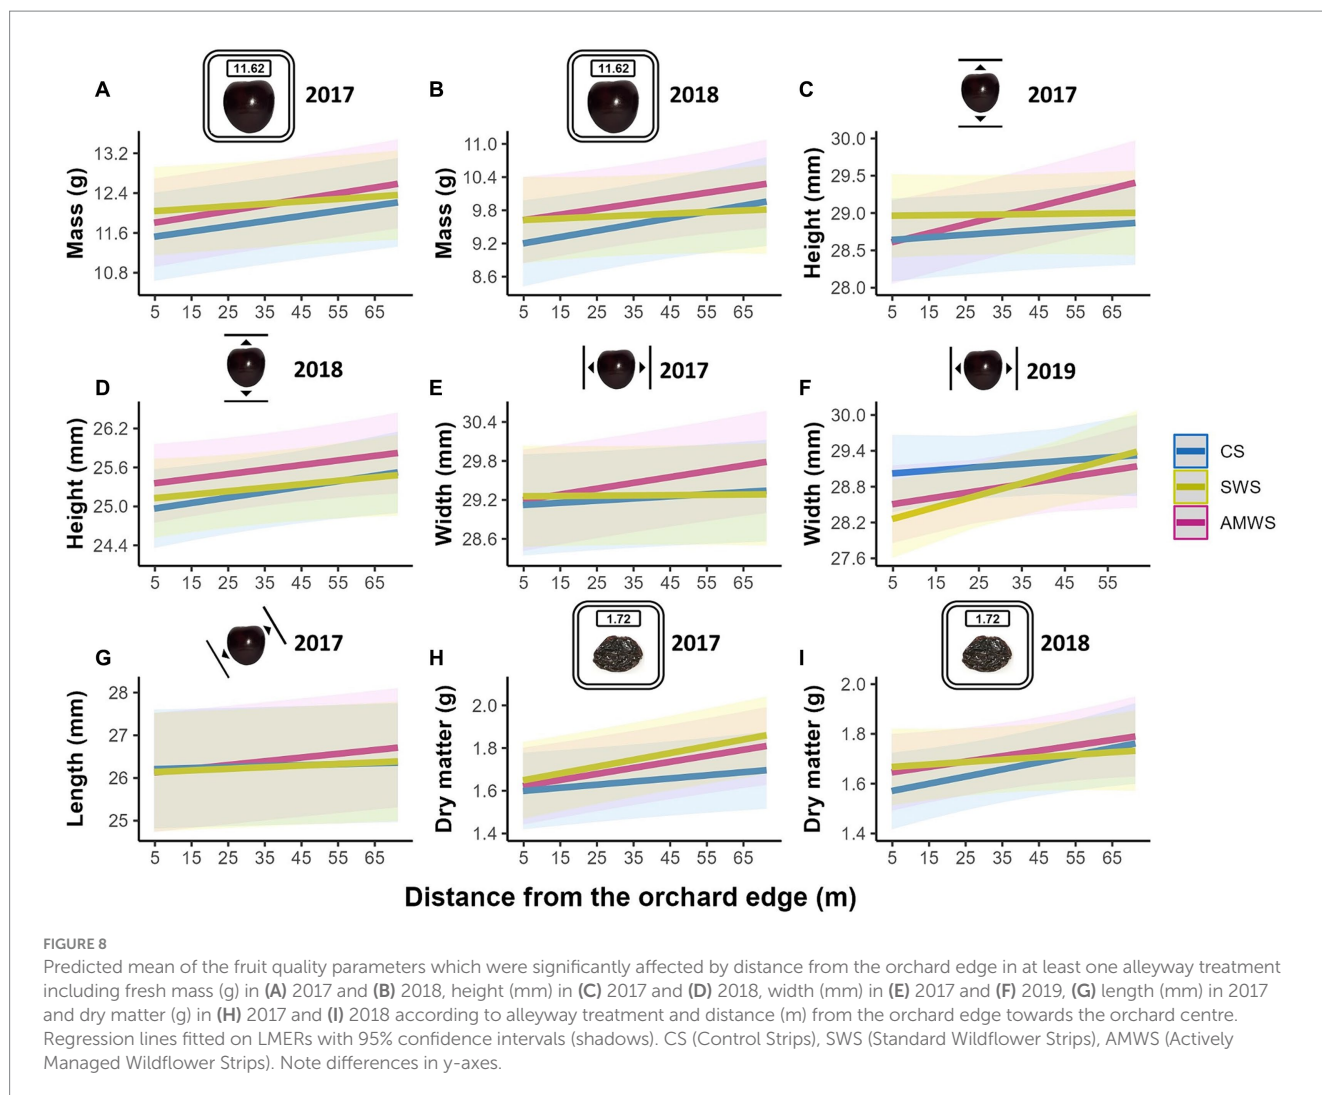 A
11.62
2017
Mass (g)
13.2
12.4
11.6
10.8
5 15 25 35 45 55 65
B
11.62
2018
Mass (g)
11.0
10.4
9.8
9.2
8.6
5 15 25 35 45 55 65
C
2017
Height (mm)
30.0
29.5
29.0
28.5
28.0
5 15 25 35 45 55 65
D
2018
Height (mm)
26.2
25.6
25.0
24.4
5 15 25 35 45 55 65
E
2017
Width (mm)
30.4
29.8
29.2
28.6
5 15 25 35 45 55 65
F
2019
Width (mm)
30.0
29.4
28.8
28.2
27.6
5 15 25 35 45 55
CS
SWS
AMWS
G
2017
Length (mm)
28
27
26
25
5 15 25 35 45 55 65
H
1.72
2017
Dry matter (g)
2.0
1.8
1.6
1.4
5 15 25 35 45 55 65
I
1.72
2018
Dry matter (g)
2.0
1.8
1.6
1.4
5 15 25 35 45 55 65
Distance from the orchard edge (m)
FIGURE 8
Predicted mean of the fruit quality parameters which were significantly affected by distance from the orchard edge in at least one alleyway treatment
including fresh mass (g) in (A) 2017 and (B) 2018, height (mm) in (C) 2017 and (D) 2018, width (mm) in (E) 2017 and (F) 2019, (G) length (mm) in 2017
and dry matter (g) in (H) 2017 and (I) 2018 according to alleyway treatment and distance (m) from the orchard edge towards the orchard centre.
Regression lines fitted on LMERs with 95% confidence intervals (shadows). CS (Control Strips), SWS (Standard Wildflower Strips), AMWS (Actively
Managed Wildflower Strips). Note differences in y-axes.